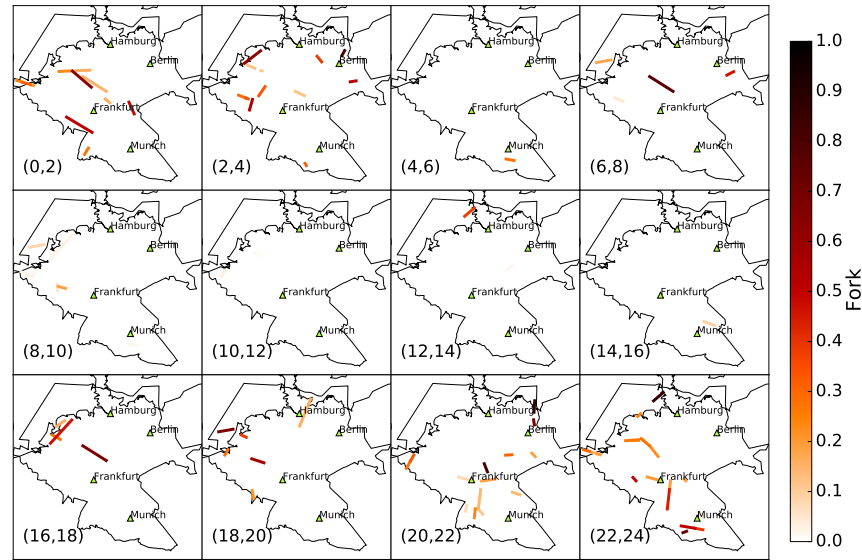 Hamburg
Berlin
Frankfurt
Munich
(0,2)
Hamburg
Berlin
Frankfurt
Munich
(2,4)
Hamburg
Berlin
Frankfurt
Munich
(4,6)
Hamburg
Berlin
Frankfurt
Munich
(6,8)
Hamburg
Berlin
Frankfurt
Munich
(8,10)
Hamburg
Berlin
Frankfurt
Munich
(10,12)
Hamburg
Berlin
Frankfurt
Munich
(12,14)
Hamburg
Berlin
Frankfurt
Munich
(14,16)
Hamburg
Berlin
Frankfurt
Munich
(16,18)
Hamburg
Berlin
Frankfurt
Munich
(18,20)
Hamburg
Berlin
Frankfurt
Munich
(20,22)
Hamburg
Berlin
Frankfurt
Munich
(22,24)
1.0
0.9
0.8
0.7
0.6
0.5
0.4
0.3
0.2
0.1
0.0
Fork